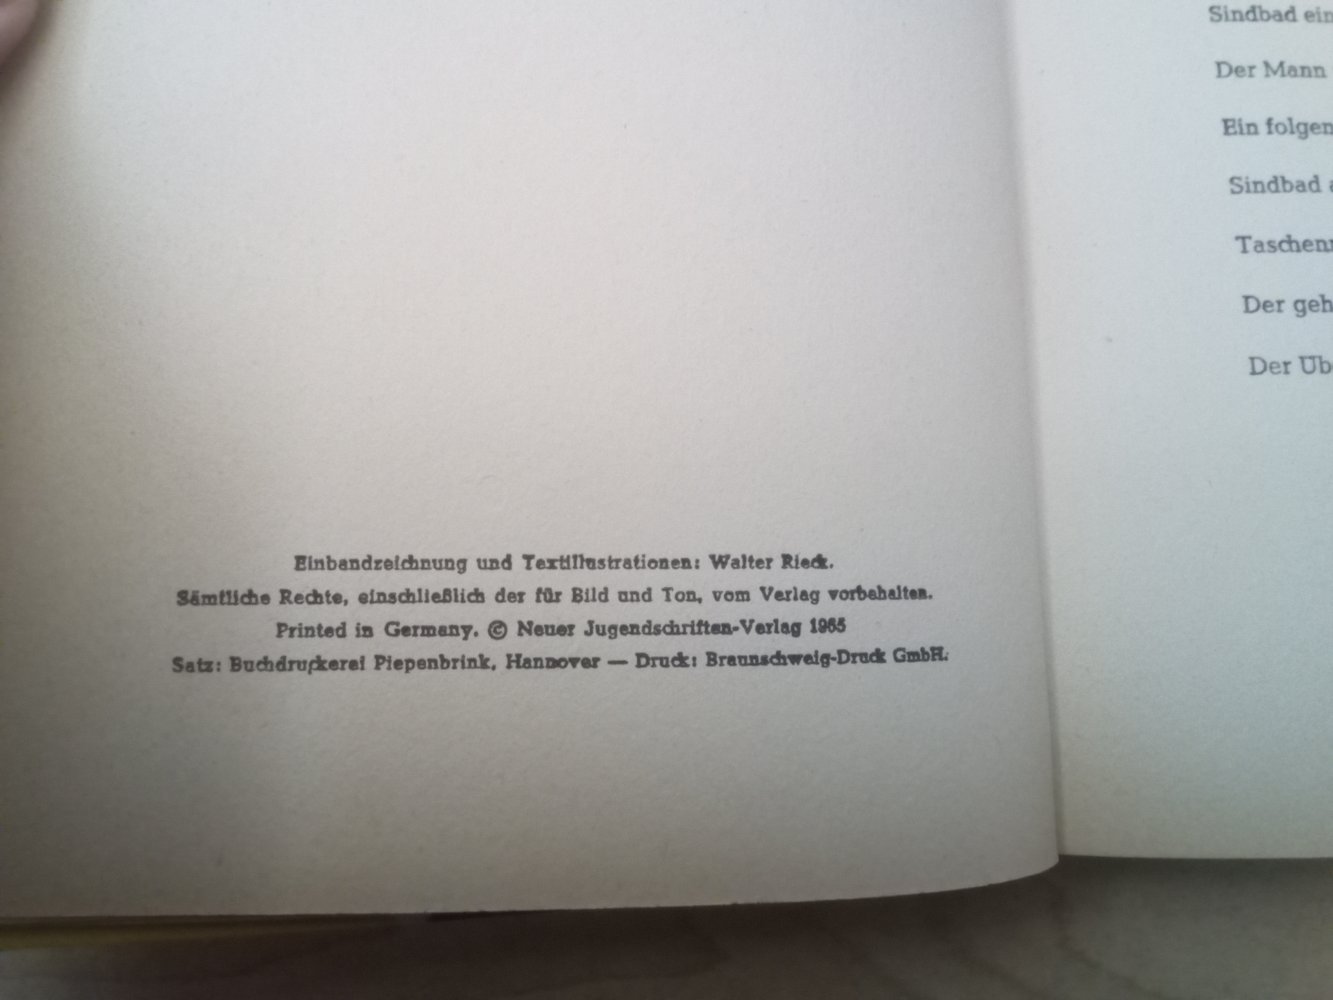 Einbandzeichnung und Textillustrationen: Walter Rieck.
Sämtliche Rechte, einschließlich der für Bild und Ton, vom Verlag vorbehalten.
Printed in Germany. © Neuer Jugendschriften-Verlag 1965
Satz: Buchdruckerei Piepenbrink, Hannover — Druck: Braunschweig-Druck GmbH.
Sindbad ein
Der Mann
Ein folgen
Sindbad a
Taschen
Der geh
Der Üb